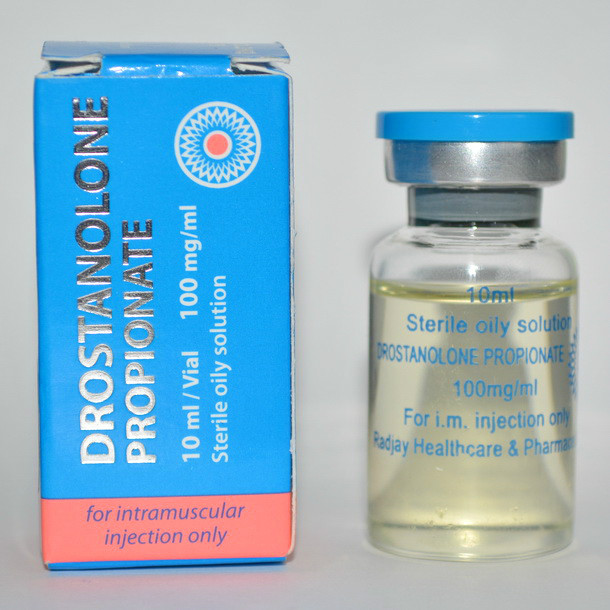 DROSTANOLONE
PROPIONATE
10 ml / Vial 100 mg/ml
Sterile oily solution
for intramuscular
injection only
10ml
Sterile oily solution
DROSTANOLONE PROPIONATE
100mg/ml
For i.m. injection only
Radjay Healthcare & Pharmac